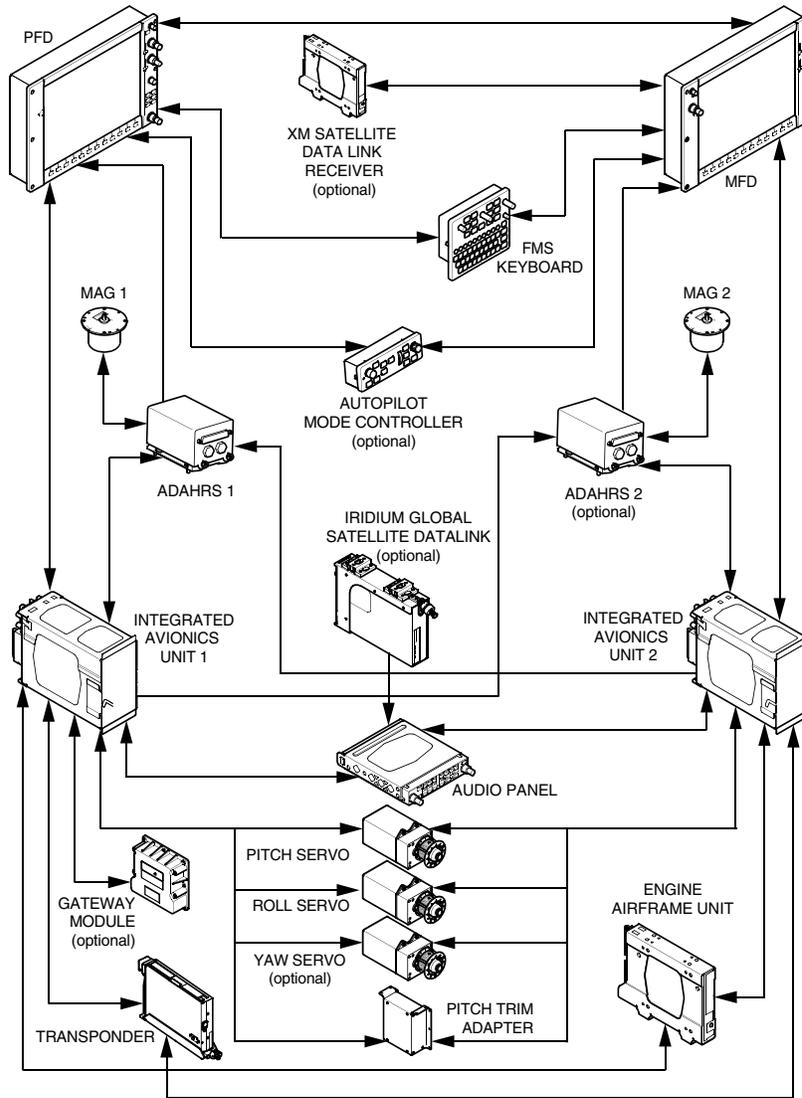 PFD
XM SATELLITE
DATA LINK
RECEIVER
(optional)
MFD
FMS
KEYBOARD
MAG 1
MAG 2
AUTOPILOT
MODE CONTROLLER
(optional)
ADAHRS 1
ADAHRS 2
(optional)
IRIDIUM GLOBAL
SATELLITE DATALINK
(optional)
INTEGRATED
AVIONICS
UNIT 1
INTEGRATED
AVIONICS
UNIT 2
AUDIO PANEL
PITCH SERVO
GATEWAY
MODULE
(optional)
ROLL SERVO
ENGINE
AIRFRAME UNIT
YAW SERVO
(optional)
TRANSPONDER
PITCH TRIM
ADAPTER